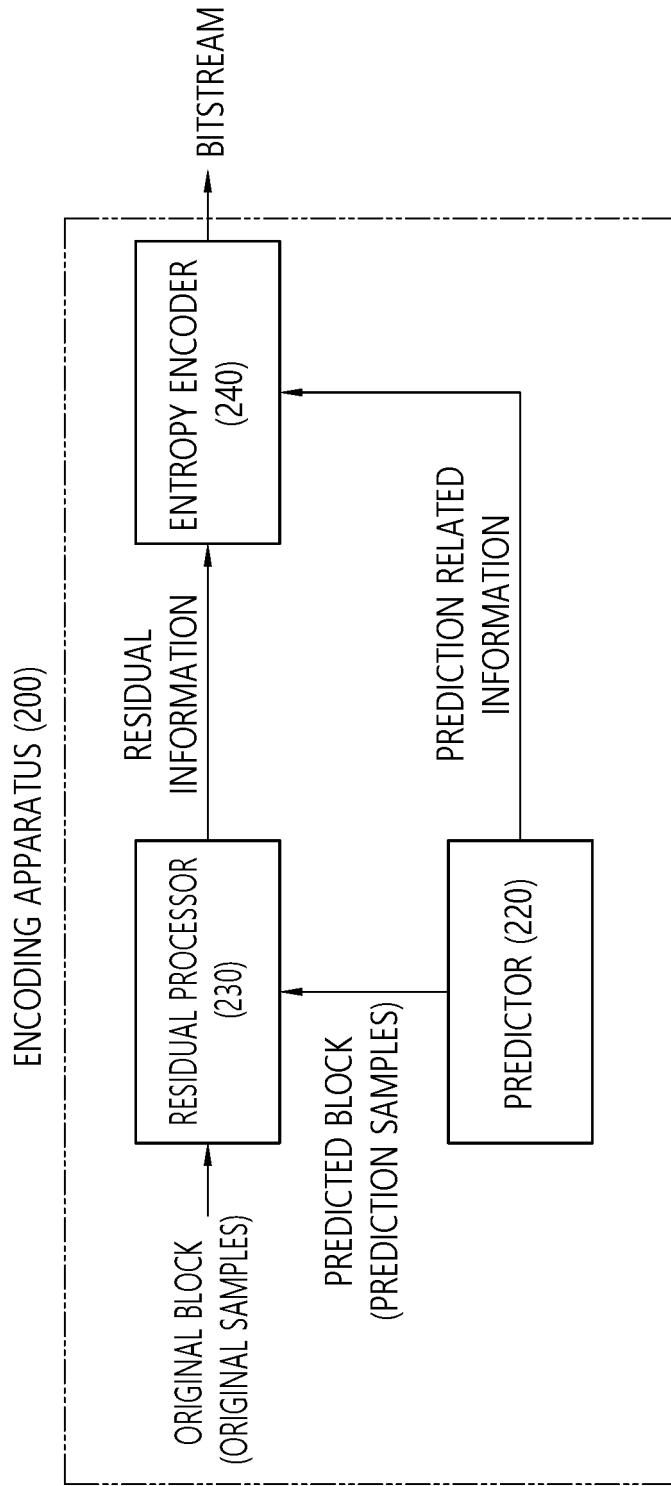 ENCODING APPARATUS (200)
ORIGINAL BLOCK
(ORIGINAL SAMPLES)
RESIDUAL PROCESSOR
(230)
RESIDUAL
INFORMATION
ENTROPY ENCODER
(240)
BITSTREAM
PREDICTED BLOCK
(PREDICTION SAMPLES)
PREDICTOR (220)
PREDICTION RELATED
INFORMATION